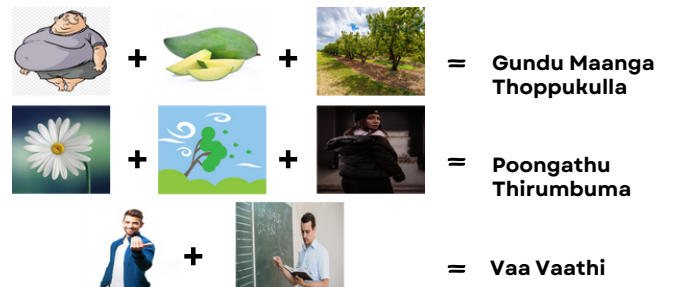 + + = Gundu Maanga
Thoppukulla
+ + = Poongathu
Thirumbuma
+ = Vaa Vaathi